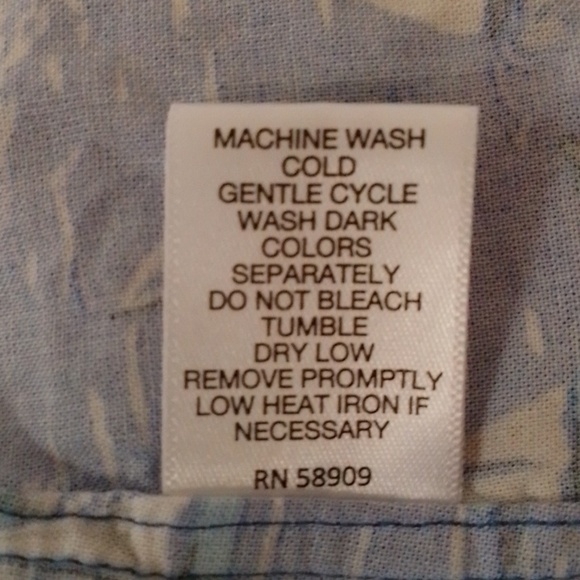 MACHINE WASH
COLD
GENTLE CYCLE
WASH DARK
COLORS
SEPARATELY
DO NOT BLEACH
TUMBLE
DRY LOW
REMOVE PROMPTLY
LOW HEAT IRON IF
NECESSARY
RN 58909